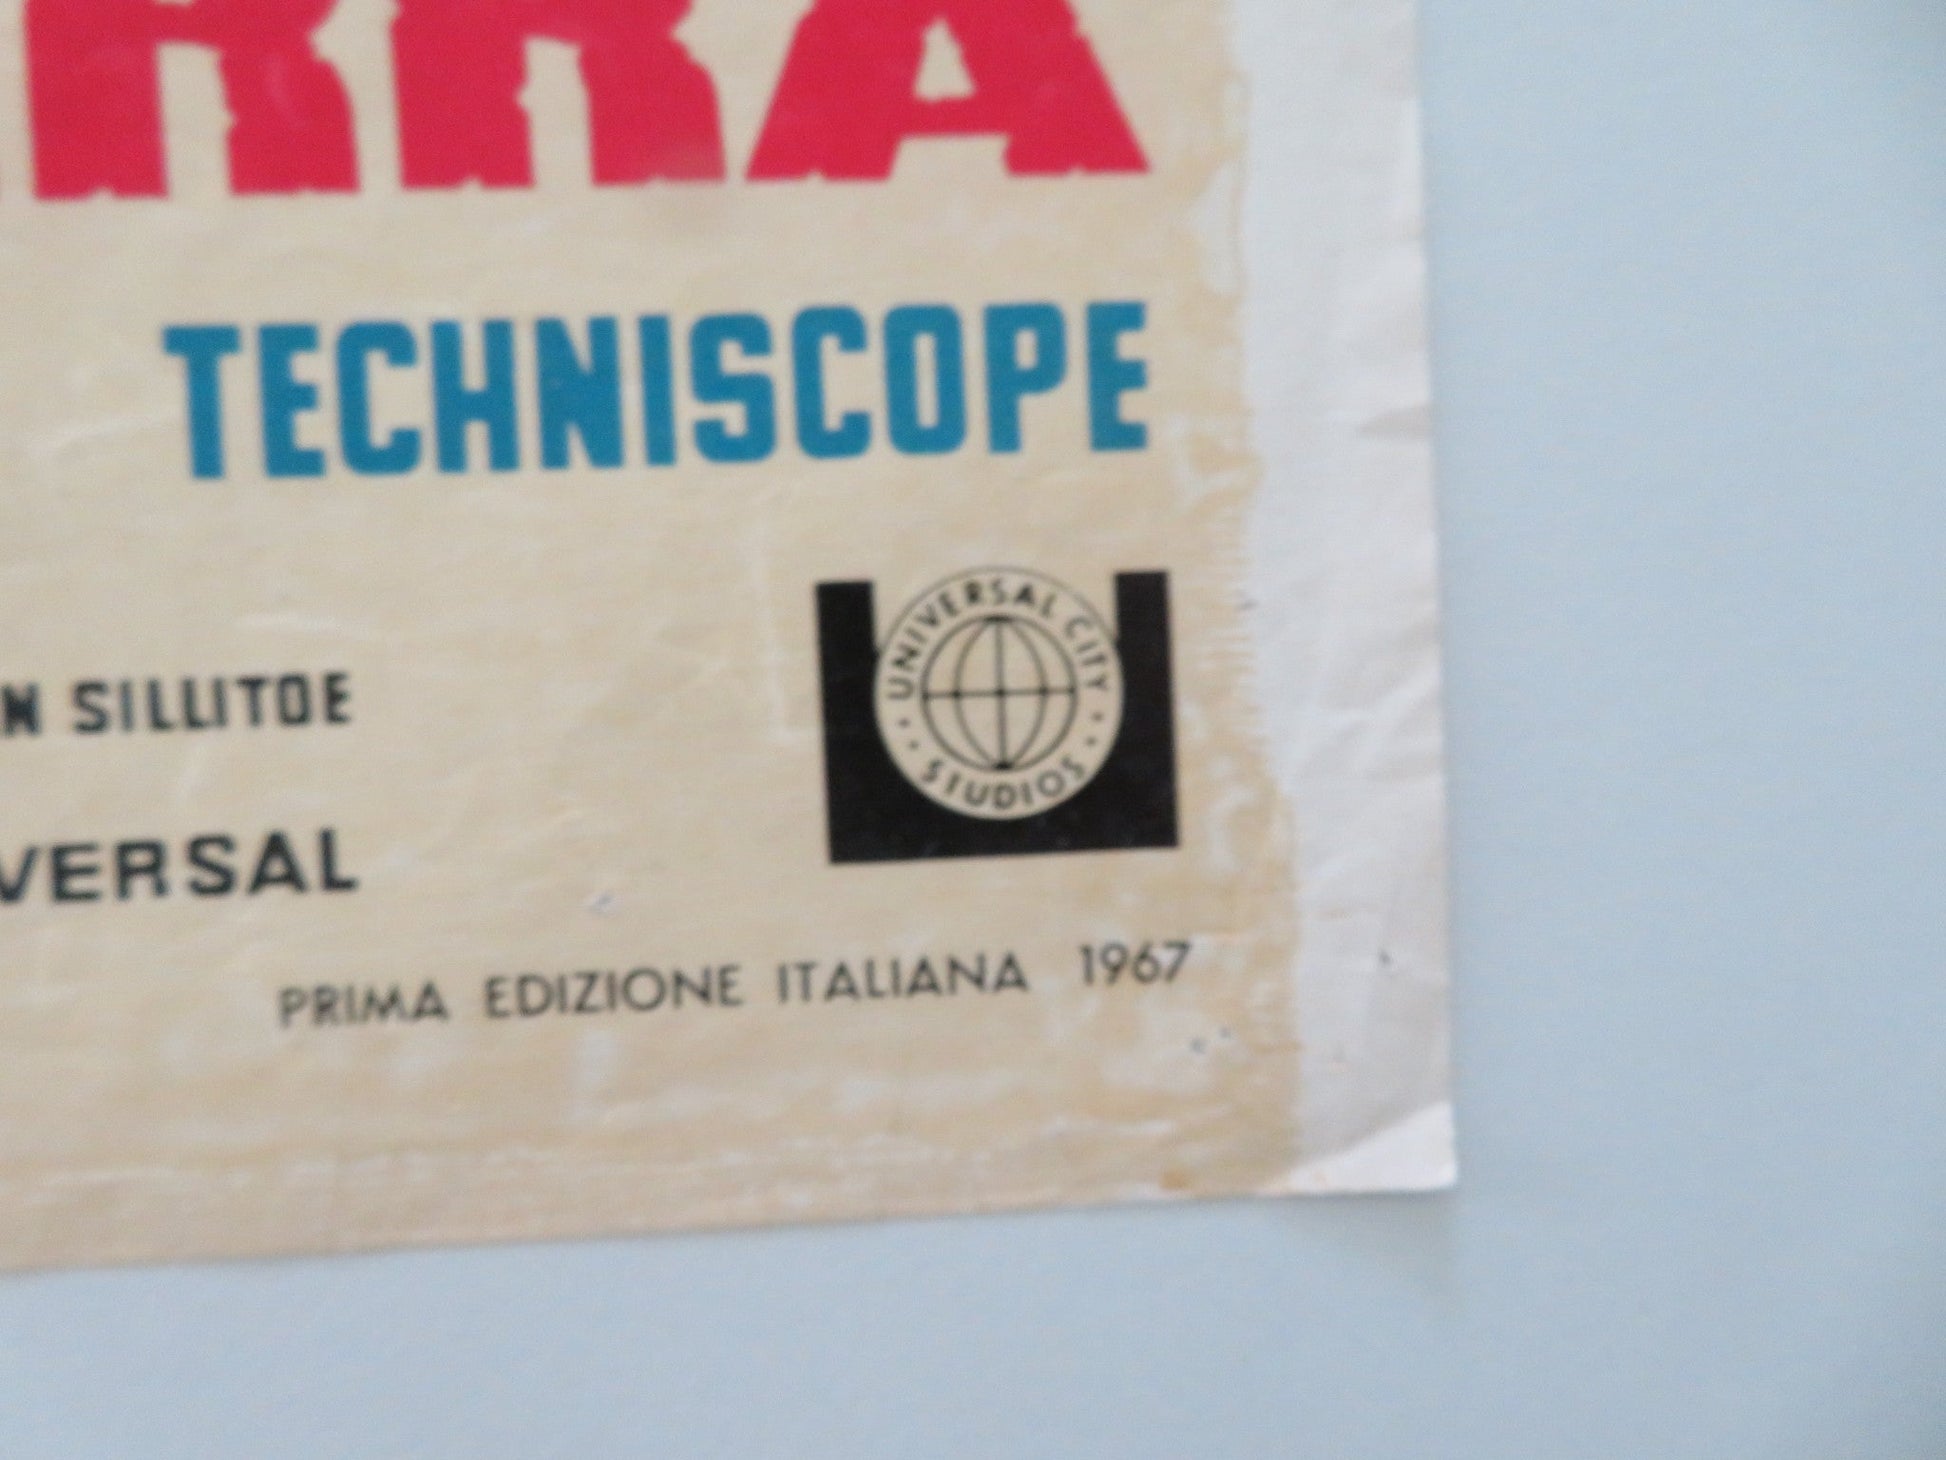 RRA
TECHNISCOPE
N SILLITOE
VERSAL
UNIVERSAL CITY
STUDIOS
PRIMA EDIZIONE ITALIANA 1967